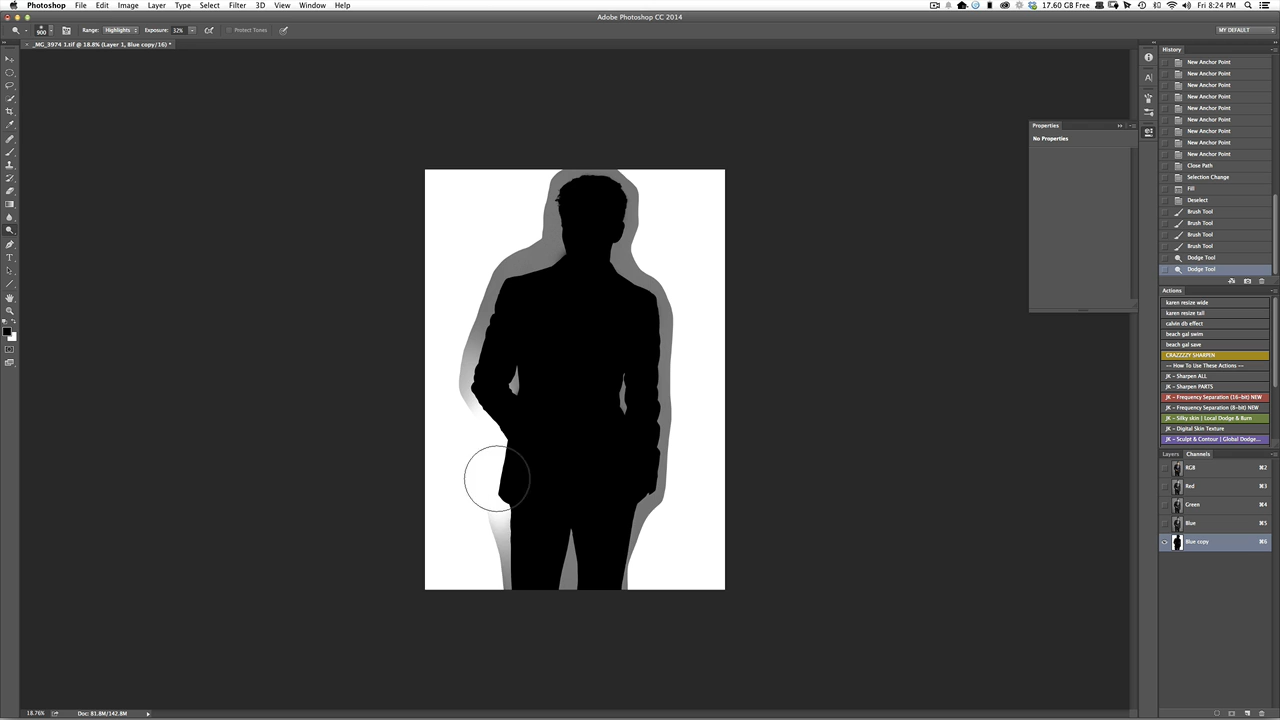 Photoshop File Edit Image Layer Type Select Filter 3D View Window Help 17.60 GB Free Fri 8:24 PM
Adobe Photoshop CC 2014
900 Range: Highlights Exposure: 32% Protect Tones MY DEFAULT
× _MG_3974 1.tif @ 18.8% (Layer 1, Blue copy/16) *
History
New Anchor Point
New Anchor Point
New Anchor Point
New Anchor Point
New Anchor Point
New Anchor Point
New Anchor Point
New Anchor Point
New Anchor Point
Close Path
Selection Change
Fill
Deselect
Brush Tool
Brush Tool
Brush Tool
Brush Tool
Dodge Tool
Dodge Tool
Properties
No Properties
Actions
karen resize wide
karen resize tall
calvin db effect
beach gal swim
beach gal save
CRAZZZZY SHARPEN
-- How To Use These Actions --
JK - Sharpen ALL
JK - Sharpen PARTS
JK - Frequency Separation (16-bit) NEW
JK - Frequency Separation (8-bit) NEW
JK - Silky skin | Local Dodge & Burn
JK - Digital Skin Texture
JK - Sculpt & Contour | Global Dodge...
Layers Channels
RGB ⌘2
Red ⌘3
Green ⌘4
Blue ⌘5
Blue copy ⌘6
18.76% Doc: 81.8M/142.8M